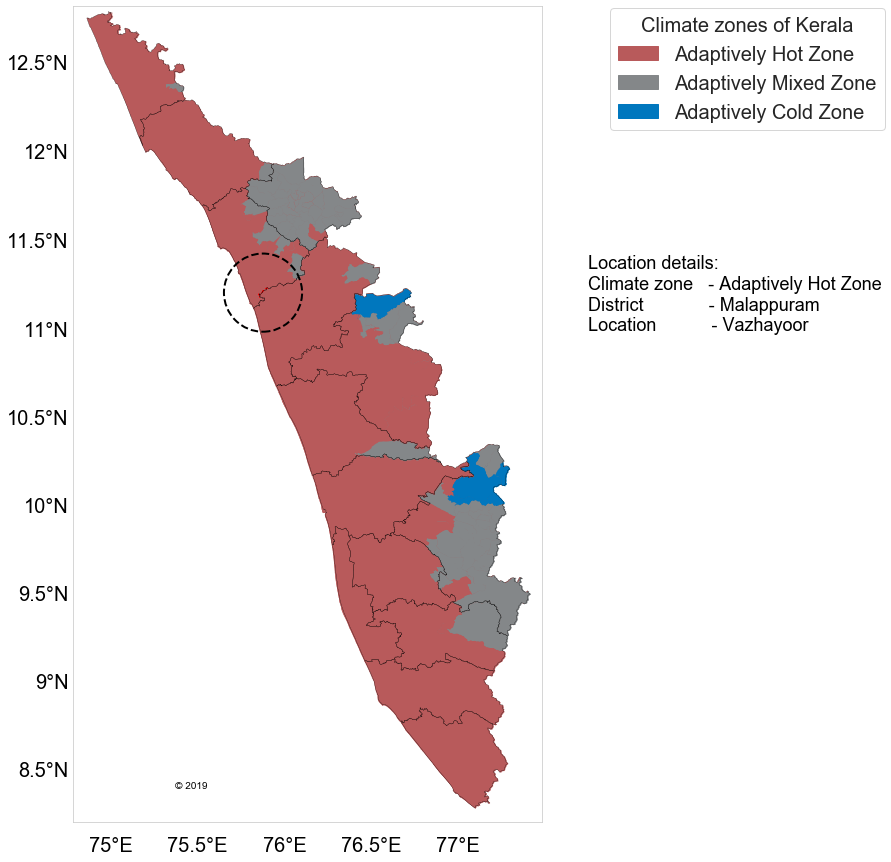 Climate zones of Kerala
Adaptively Hot Zone
Adaptively Mixed Zone
Adaptively Cold Zone
12.5°N
12°N
11.5°N
11°N
10.5°N
10°N
9.5°N
9°N
8.5°N
Location details:
Climate zone - Adaptively Hot Zone
District - Malappuram
Location - Vazhayoor
© 2019
75°E 75.5°E 76°E 76.5°E 77°E